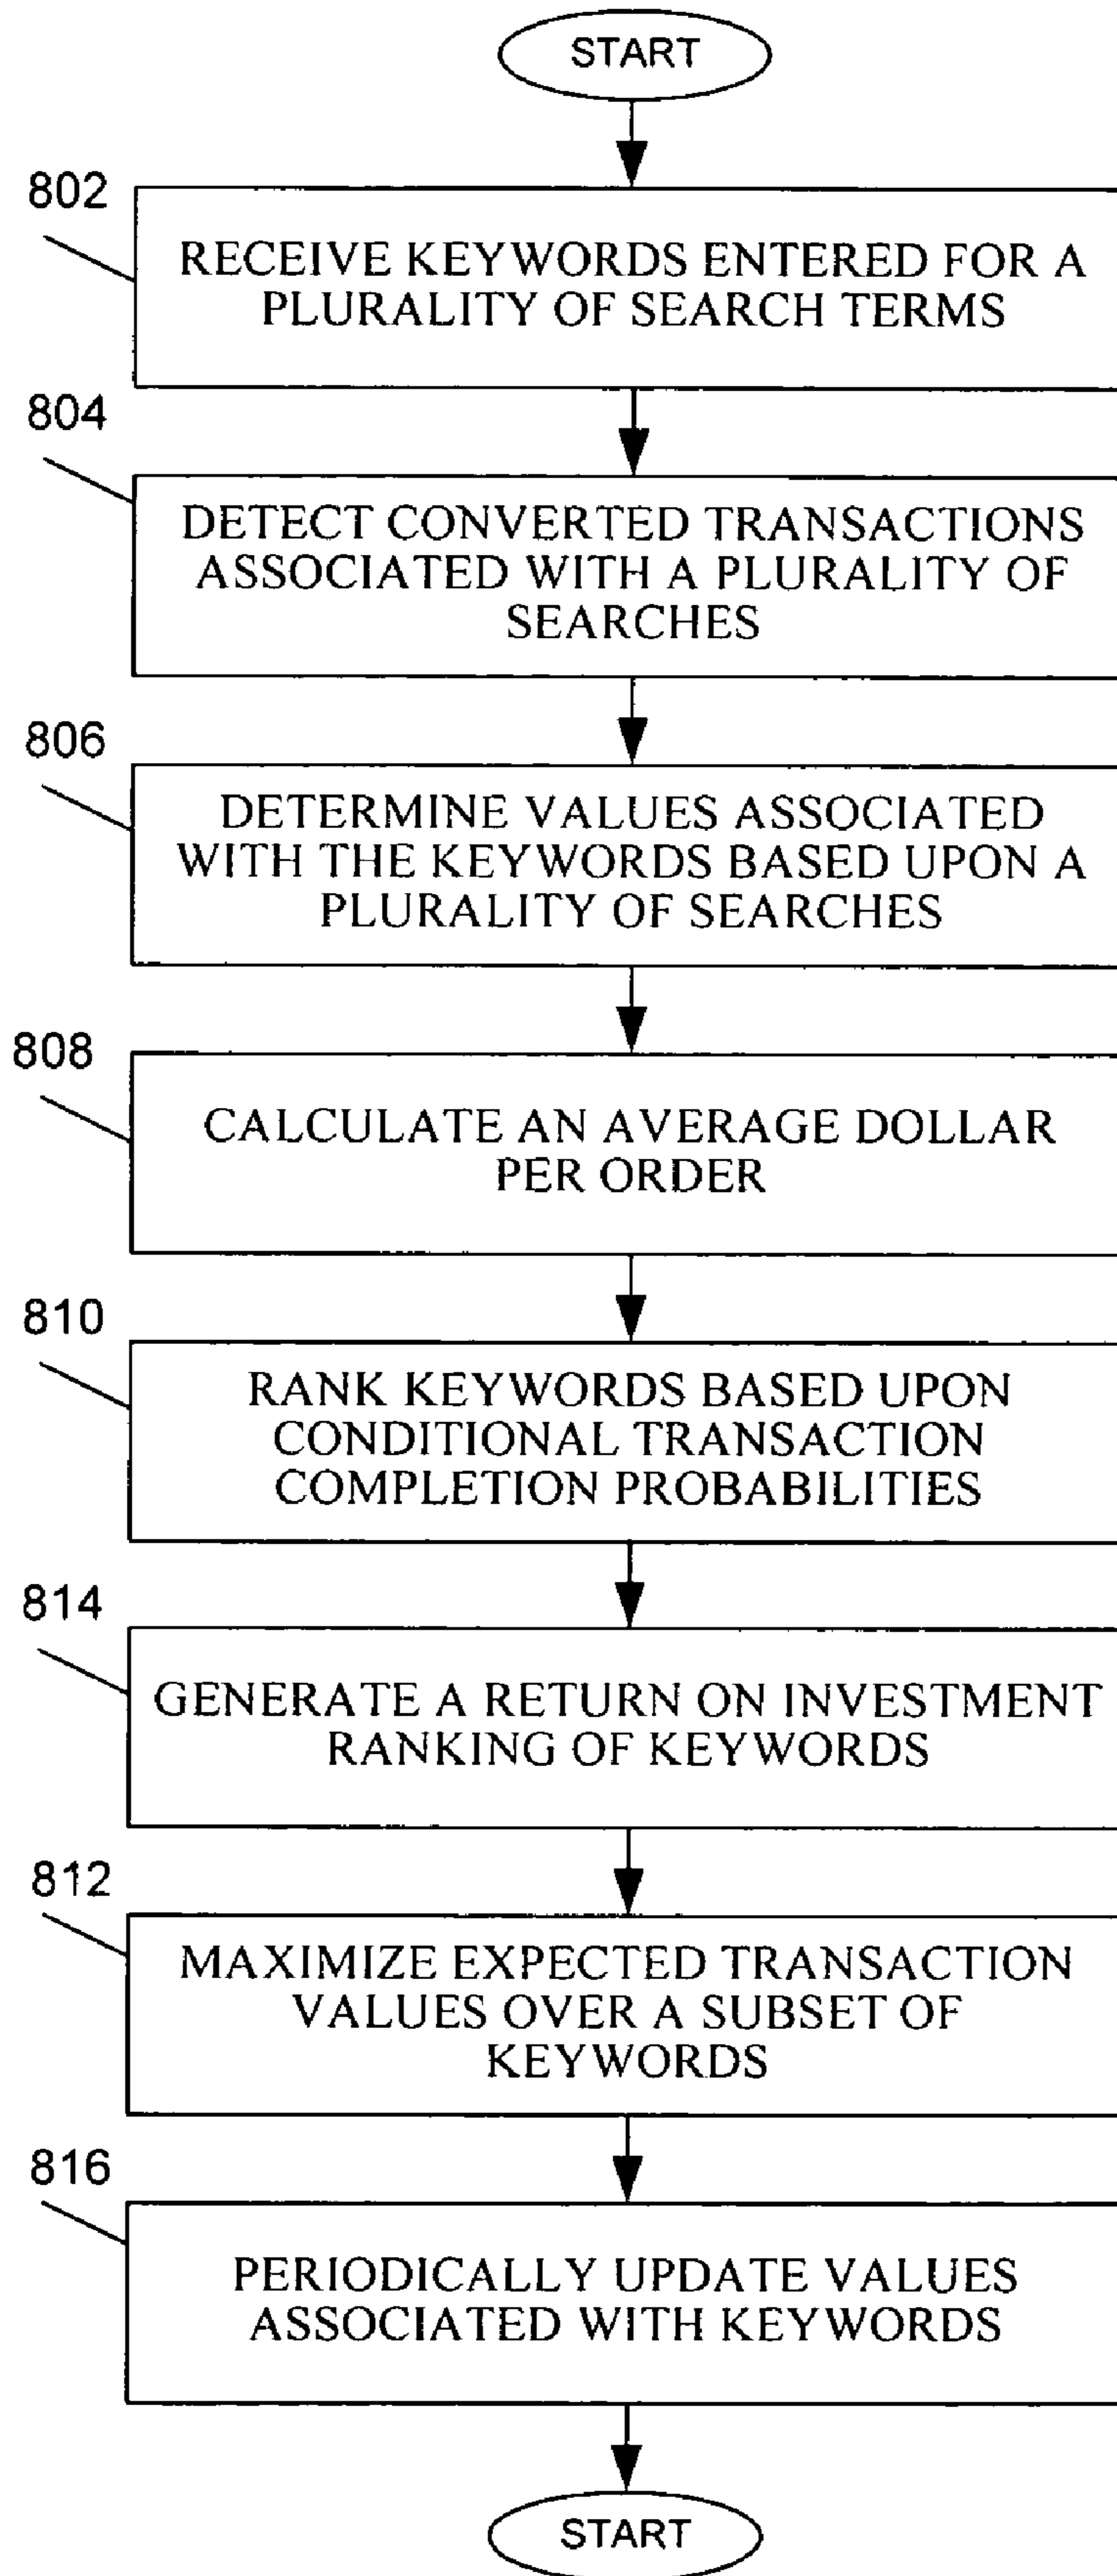 START
802
RECEIVE KEYWORDS ENTERED FOR A
PLURALITY OF SEARCH TERMS
804
DETECT CONVERTED TRANSACTIONS
ASSOCIATED WITH A PLURALITY OF
SEARCHES
806
DETERMINE VALUES ASSOCIATED
WITH THE KEYWORDS BASED UPON A
PLURALITY OF SEARCHES
808
CALCULATE AN AVERAGE DOLLAR
PER ORDER
810
RANK KEYWORDS BASED UPON
CONDITIONAL TRANSACTION
COMPLETION PROBABILITIES
814
GENERATE A RETURN ON INVESTMENT
RANKING OF KEYWORDS
812
MAXIMIZE EXPECTED TRANSACTION
VALUES OVER A SUBSET OF
KEYWORDS
816
PERIODICALLY UPDATE VALUES
ASSOCIATED WITH KEYWORDS
START